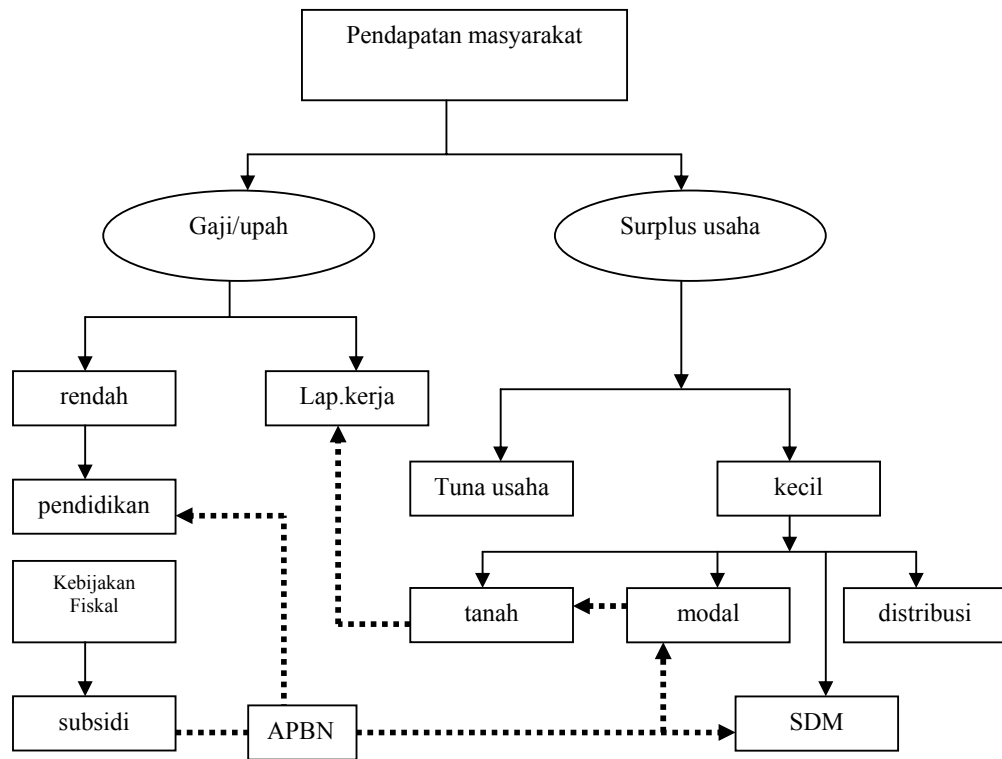 Pendapatan masyarakat
Gaji/upah
Surplus usaha
rendah
Lap.kerja
Tuna usaha
kecil
pendidikan
Kebijakan
Fiskal
tanah
modal
distribusi
subsidi
APBN
SDM